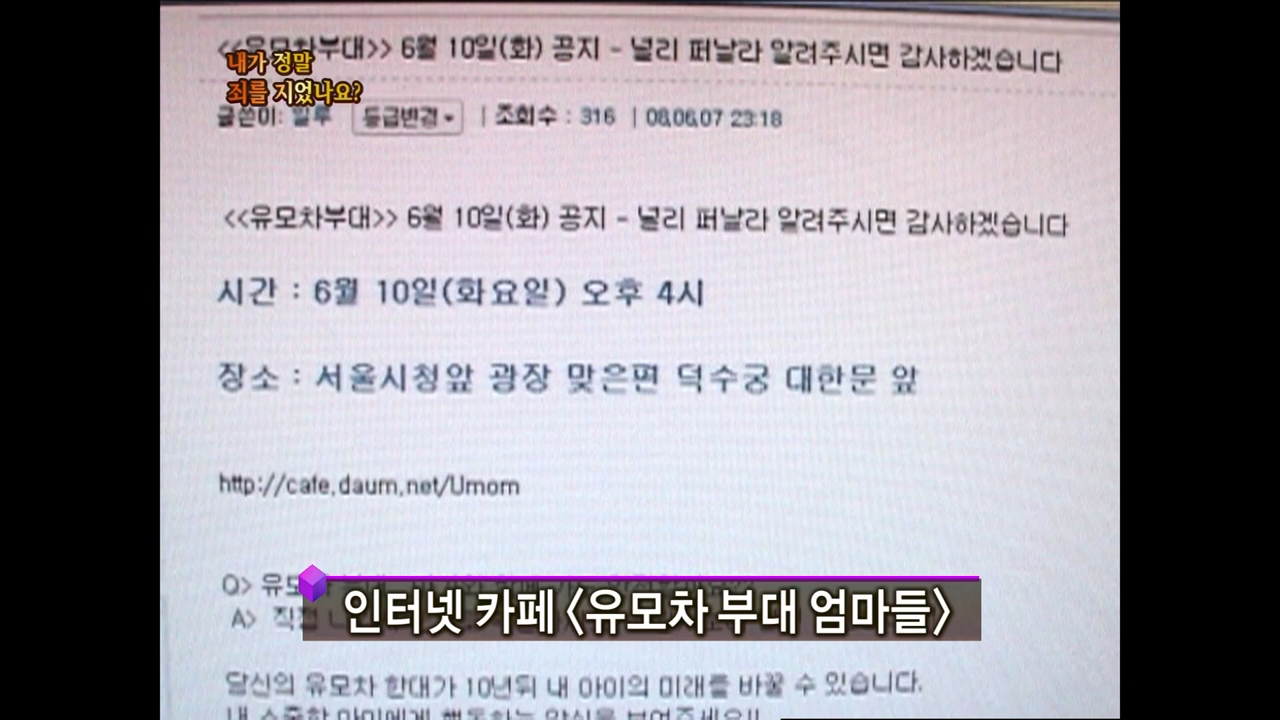 <<유모차부대>> 6월 10일(화) 공지 - 널리 퍼날라 알려주시면 감사하겠습니다
내가 정말
죄를 지었나요?
글쓴이: 일루 등급변경 | 조회수 : 316 | 08.06.07 23:18
<<유모차부대>> 6월 10일(화) 공지 - 널리 퍼날라 알려주시면 감사하겠습니다
시간 : 6월 10일(화요일) 오후 4시
장소 : 서울시청앞 광장 맞은편 덕수궁 대한문 앞
http://cafe.daum.net/Umom
Q>
A> 직접
인터넷 카페 <유모차 부대 엄마들>
당신의 유모차 한대가 10년뒤 내 아이의 미래를 바꿀 수 있습니다.